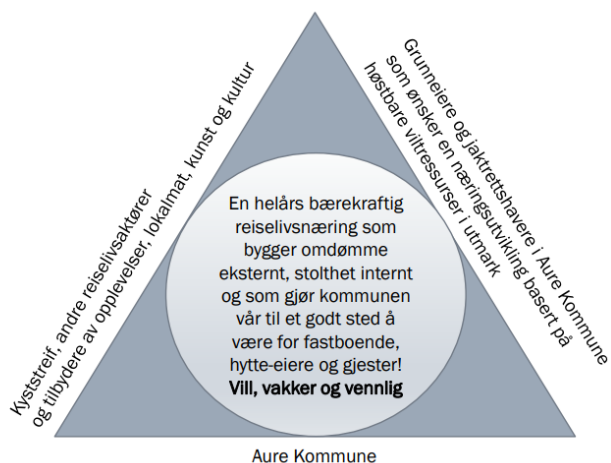 Kyststreif, andre reiselivsaktører
og tilbydere av opplevelser, lokalmat, kunst og kultur
Grunneiere og jaktrettshavere i Aure Kommune
som ønsker en næringsutvikling basert på
høstbare viltressurser i utmark
En helårs bærekraftig
reiselivsnæring som
bygger omdømme
eksternt, stolthet internt
og som gjør kommunen
vår til et godt sted å
være for fastboende,
hytte-eiere og gjester!
Vill, vakker og vennlig
Aure Kommune